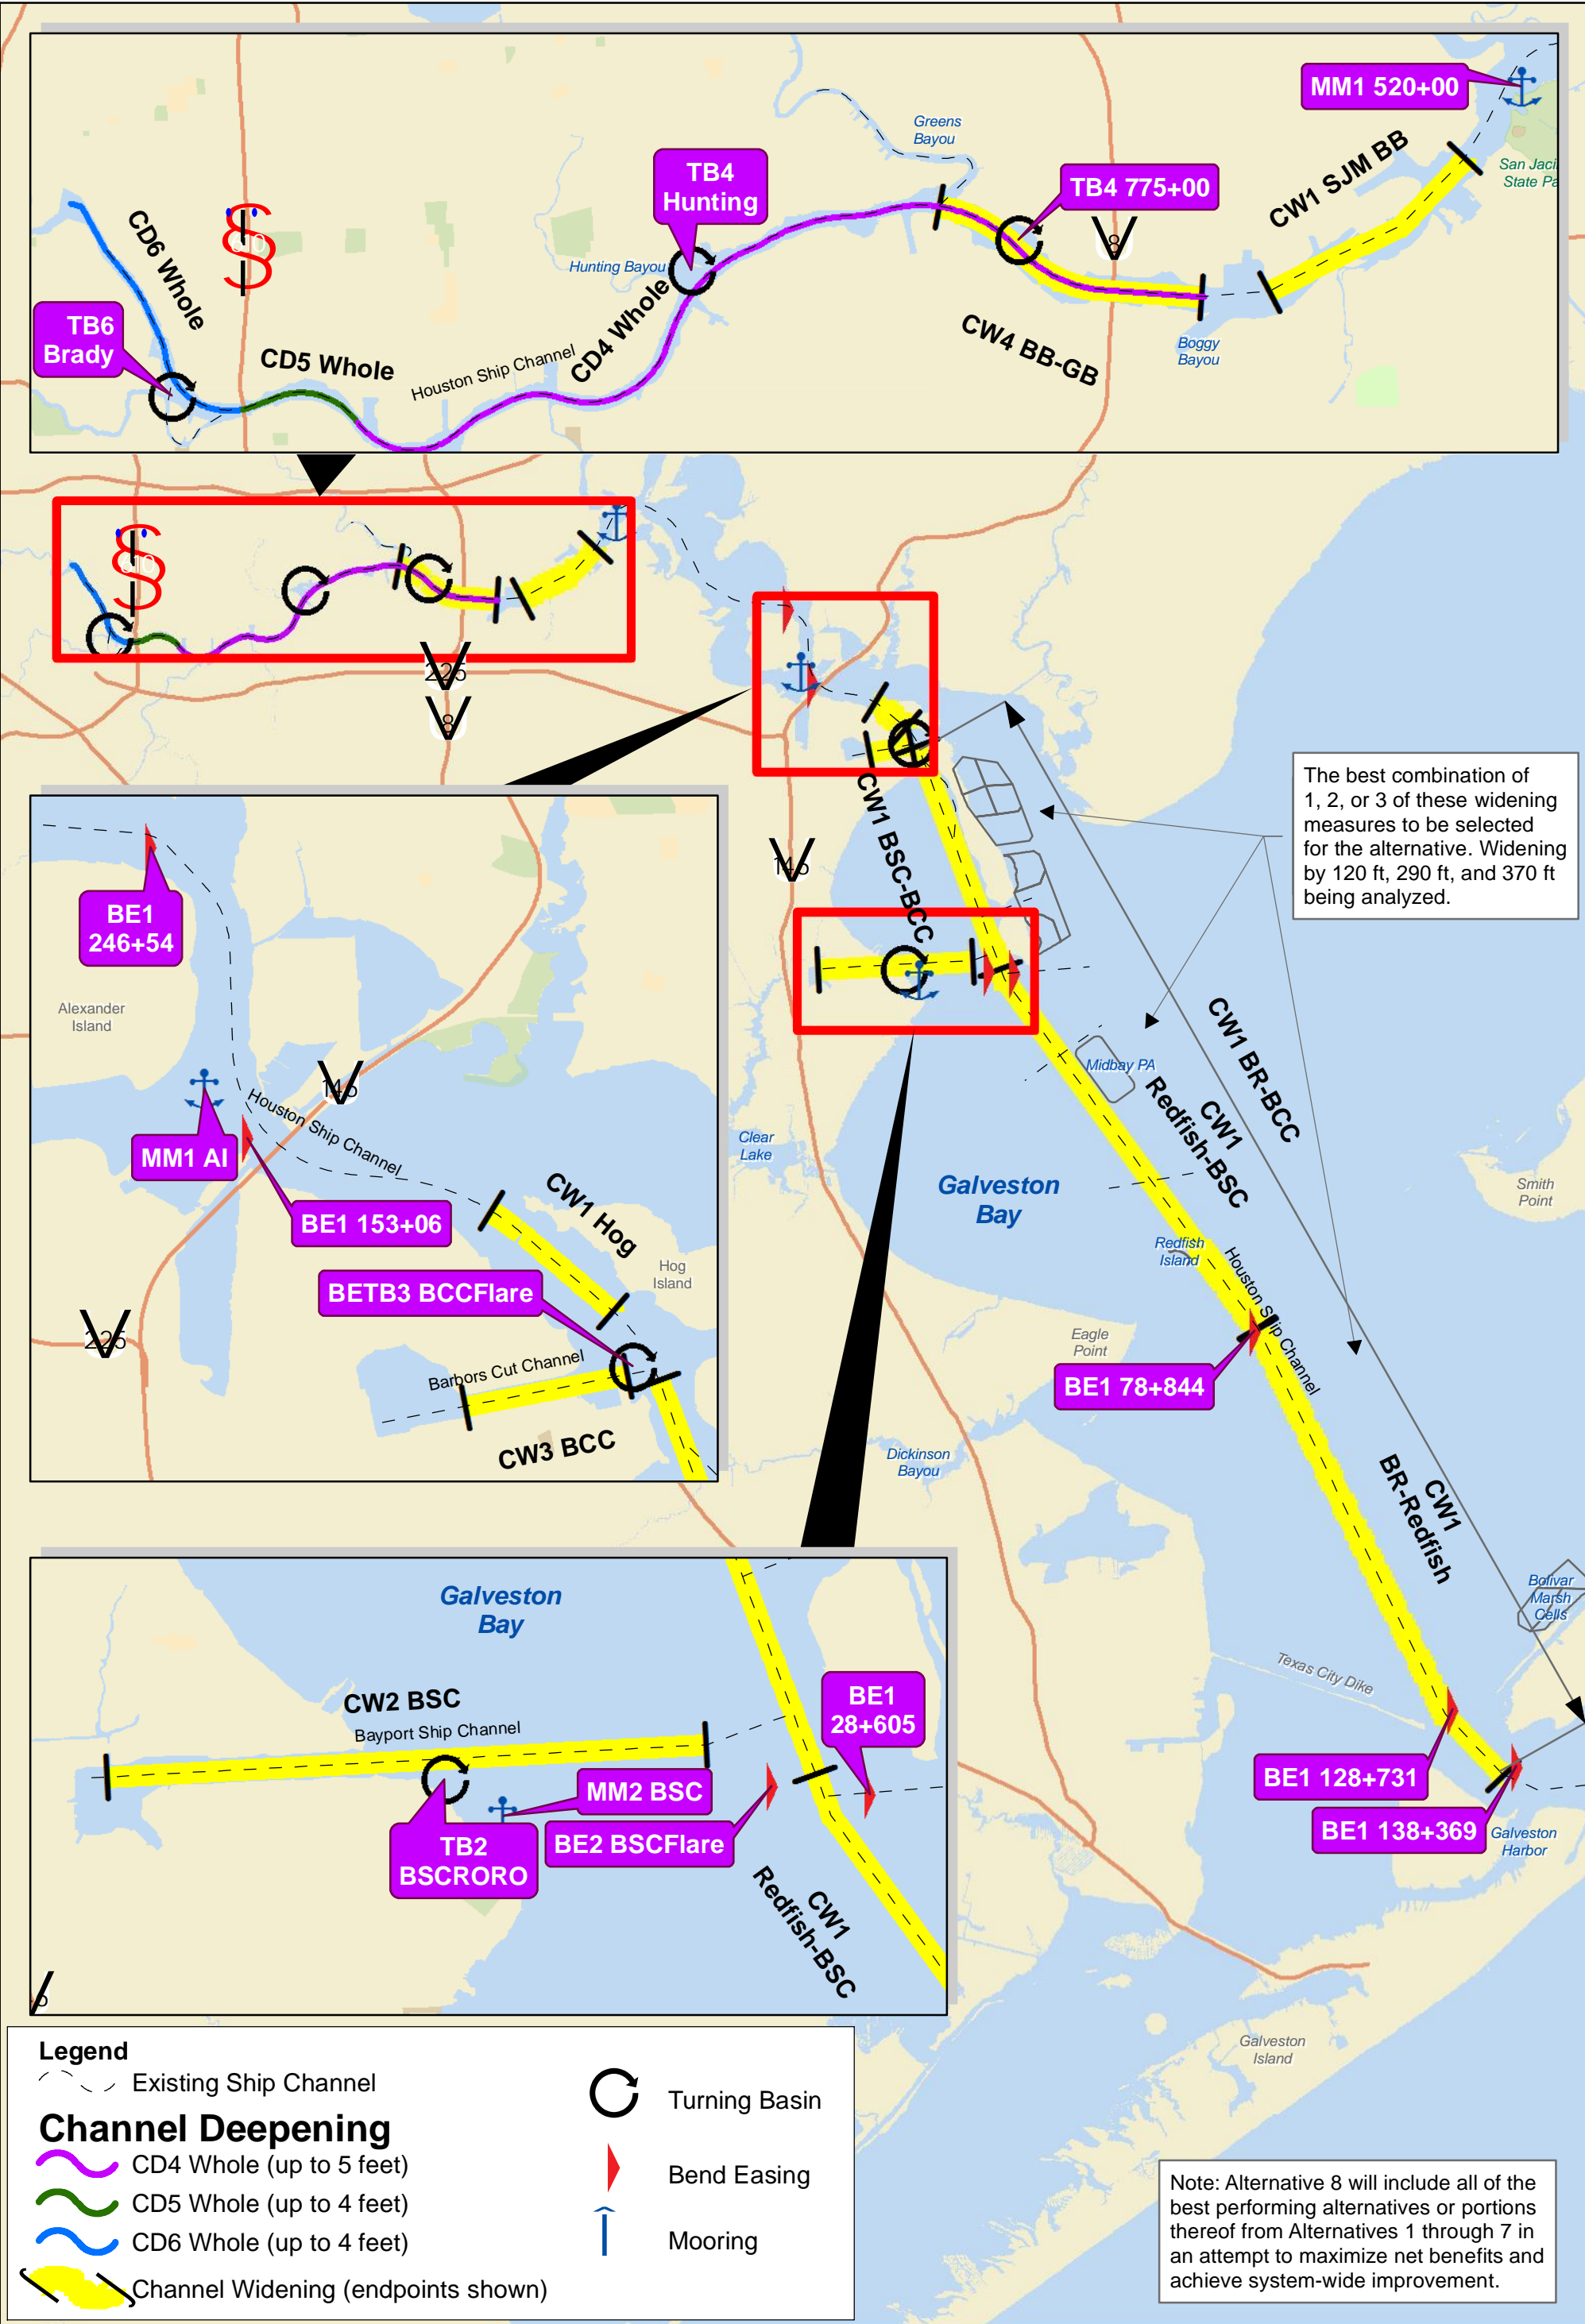 MM1 520+00
Greens
Bayou
San Jaci
State Pa
CW1 SJM BB
TB4
Hunting
TB4 775+00
8
610
CD6 Whole
Hunting Bayou
TB6
Brady
CD5 Whole
Houston Ship Channel
CD4 Whole
CW4 BB-GB
Boggy
Bayou
610
225
8
146
The best combination of
1, 2, or 3 of these widening
measures to be selected
for the alternative. Widening
by 120 ft, 290 ft, and 370 ft
being analyzed.
CW1 BSC-BCC
BE1
246+54
Alexander
Island
146
Houston Ship Channel
MM1 AI
BE1 153+06
CW1 Hog
Hog
Island
BETB3 BCCFlare
225
Barbors Cut Channel
CW3 BCC
Midbay PA
CW1 BR-BCC
CW1
Redfish-BSC
Clear
Lake
Galveston
Bay
Smith
Point
Redfish
Island
Houston Ship Channel
Eagle
Point
BE1 78+844
Dickinson
Bayou
CW1
BR-Redfish
Bolivar
Marsh
Cells
Texas City Dike
BE1 128+731
BE1 138+369
Galveston
Harbor
Galveston
Bay
CW2 BSC
Bayport Ship Channel
BE1
28+605
MM2 BSC
TB2
BSCRORO
BE2 BSCFlare
CW1
Redfish-BSC
Galveston
Island
Legend
Existing Ship Channel
Channel Deepening
CD4 Whole (up to 5 feet)
CD5 Whole (up to 4 feet)
CD6 Whole (up to 4 feet)
Channel Widening (endpoints shown)
Turning Basin
Bend Easing
Mooring
Note: Alternative 8 will include all of the
best performing alternatives or portions
thereof from Alternatives 1 through 7 in
an attempt to maximize net benefits and
achieve system-wide improvement.